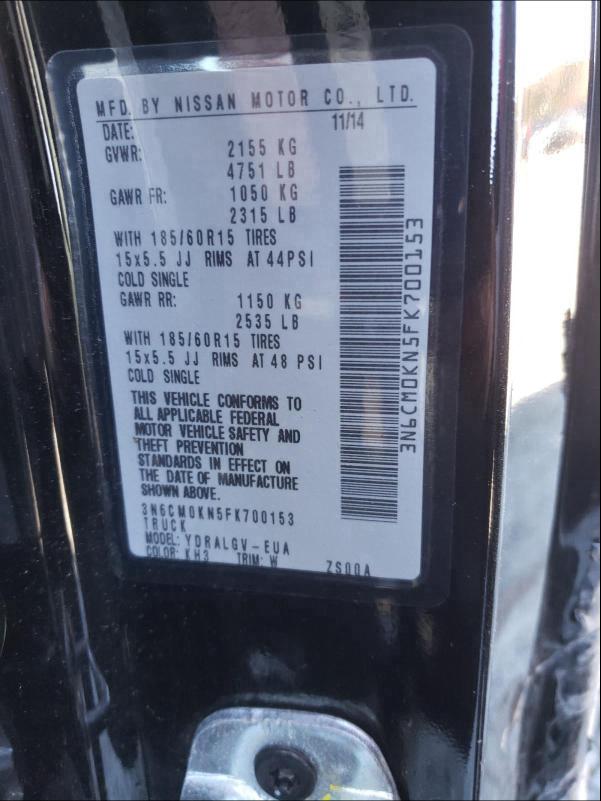 MFD. BY NISSAN MOTOR CO., LTD.
DATE: 11/14
GVWR: 2155 KG
4751 LB
GAWR FR: 1050 KG
2315 LB
WITH 185/60R15 TIRES
15x5.5 JJ RIMS AT 44PSI
COLD SINGLE
GAWR RR: 1150 KG
2535 LB
WITH 185/60R15 TIRES
15x5.5 JJ RIMS AT 48 PSI
COLD SINGLE
THIS VEHICLE CONFORMS TO
ALL APPLICABLE FEDERAL
MOTOR VEHICLE SAFETY AND
THEFT PREVENTION
STANDARDS IN EFFECT ON
THE DATE OF MANUFACTURE
SHOWN ABOVE.
3N6CM0KN5FK700153
TRUCK
MODEL: YDRALGV-EUA
COLOR: KH3 TRIM: W ZS00A
3N6CM0KN5FK700153